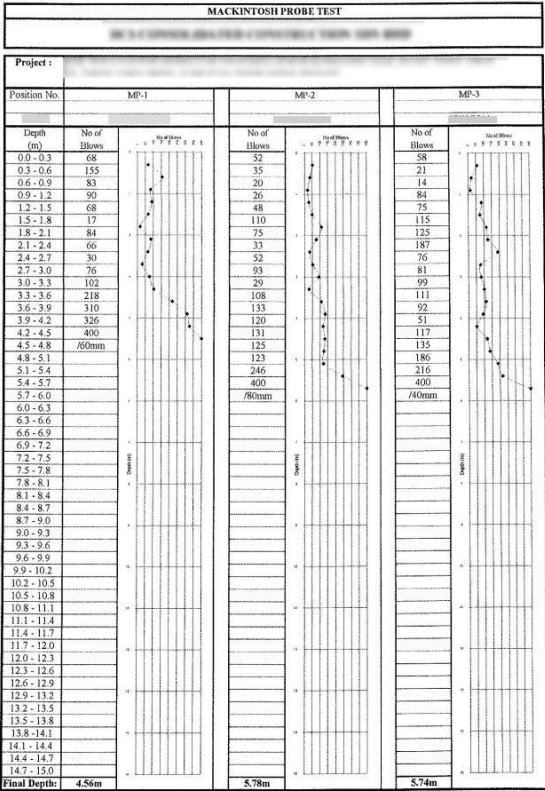 MACKINTOSH PROBE TEST
DCS CONSOLIDATED CONSTRUCTION SDN BHD
Project :
Position No. MP-1 MP-2 MP-3
Depth No of No of No of
(m) Blows Blows Blows
No of Blows No of Blows No of Blows
0.0 - 0.3 68 52 58
0.3 - 0.6 155 35 21
0.6 - 0.9 83 20 14
0.9 - 1.2 90 26 84
1.2 - 1.5 68 48 75
1.5 - 1.8 17 110 115
1.8 - 2.1 84 75 125
2.1 - 2.4 66 33 187
2.4 - 2.7 30 52 76
2.7 - 3.0 76 93 81
3.0 - 3.3 102 29 99
3.3 - 3.6 218 108 111
3.6 - 3.9 310 133 92
3.9 - 4.2 326 120 51
4.2 - 4.5 400 131 117
4.5 - 4.8 /60mm 125 135
4.8 - 5.1 123 186
5.1 - 5.4 246 216
5.4 - 5.7 400 400
5.7 - 6.0 /80mm /40mm
6.0 - 6.3
6.3 - 6.6
6.6 - 6.9
6.9 - 7.2
7.2 - 7.5
7.5 - 7.8
7.8 - 8.1
8.1 - 8.4
8.4 - 8.7
8.7 - 9.0
9.0 - 9.3
9.3 - 9.6
9.6 - 9.9
9.9 - 10.2
10.2 - 10.5
10.5 - 10.8
10.8 - 11.1
11.1 - 11.4
11.4 - 11.7
11.7 - 12.0
12.0 - 12.3
12.3 - 12.6
12.6 - 12.9
12.9 - 13.2
13.2 - 13.5
13.5 - 13.8
13.8 -14.1
14.1 - 14.4
14.4 - 14.7
14.7 - 15.0
Depth (m) Depth (m) Depth (m)
Final Depth: 4.56m 5.78m 5.74m